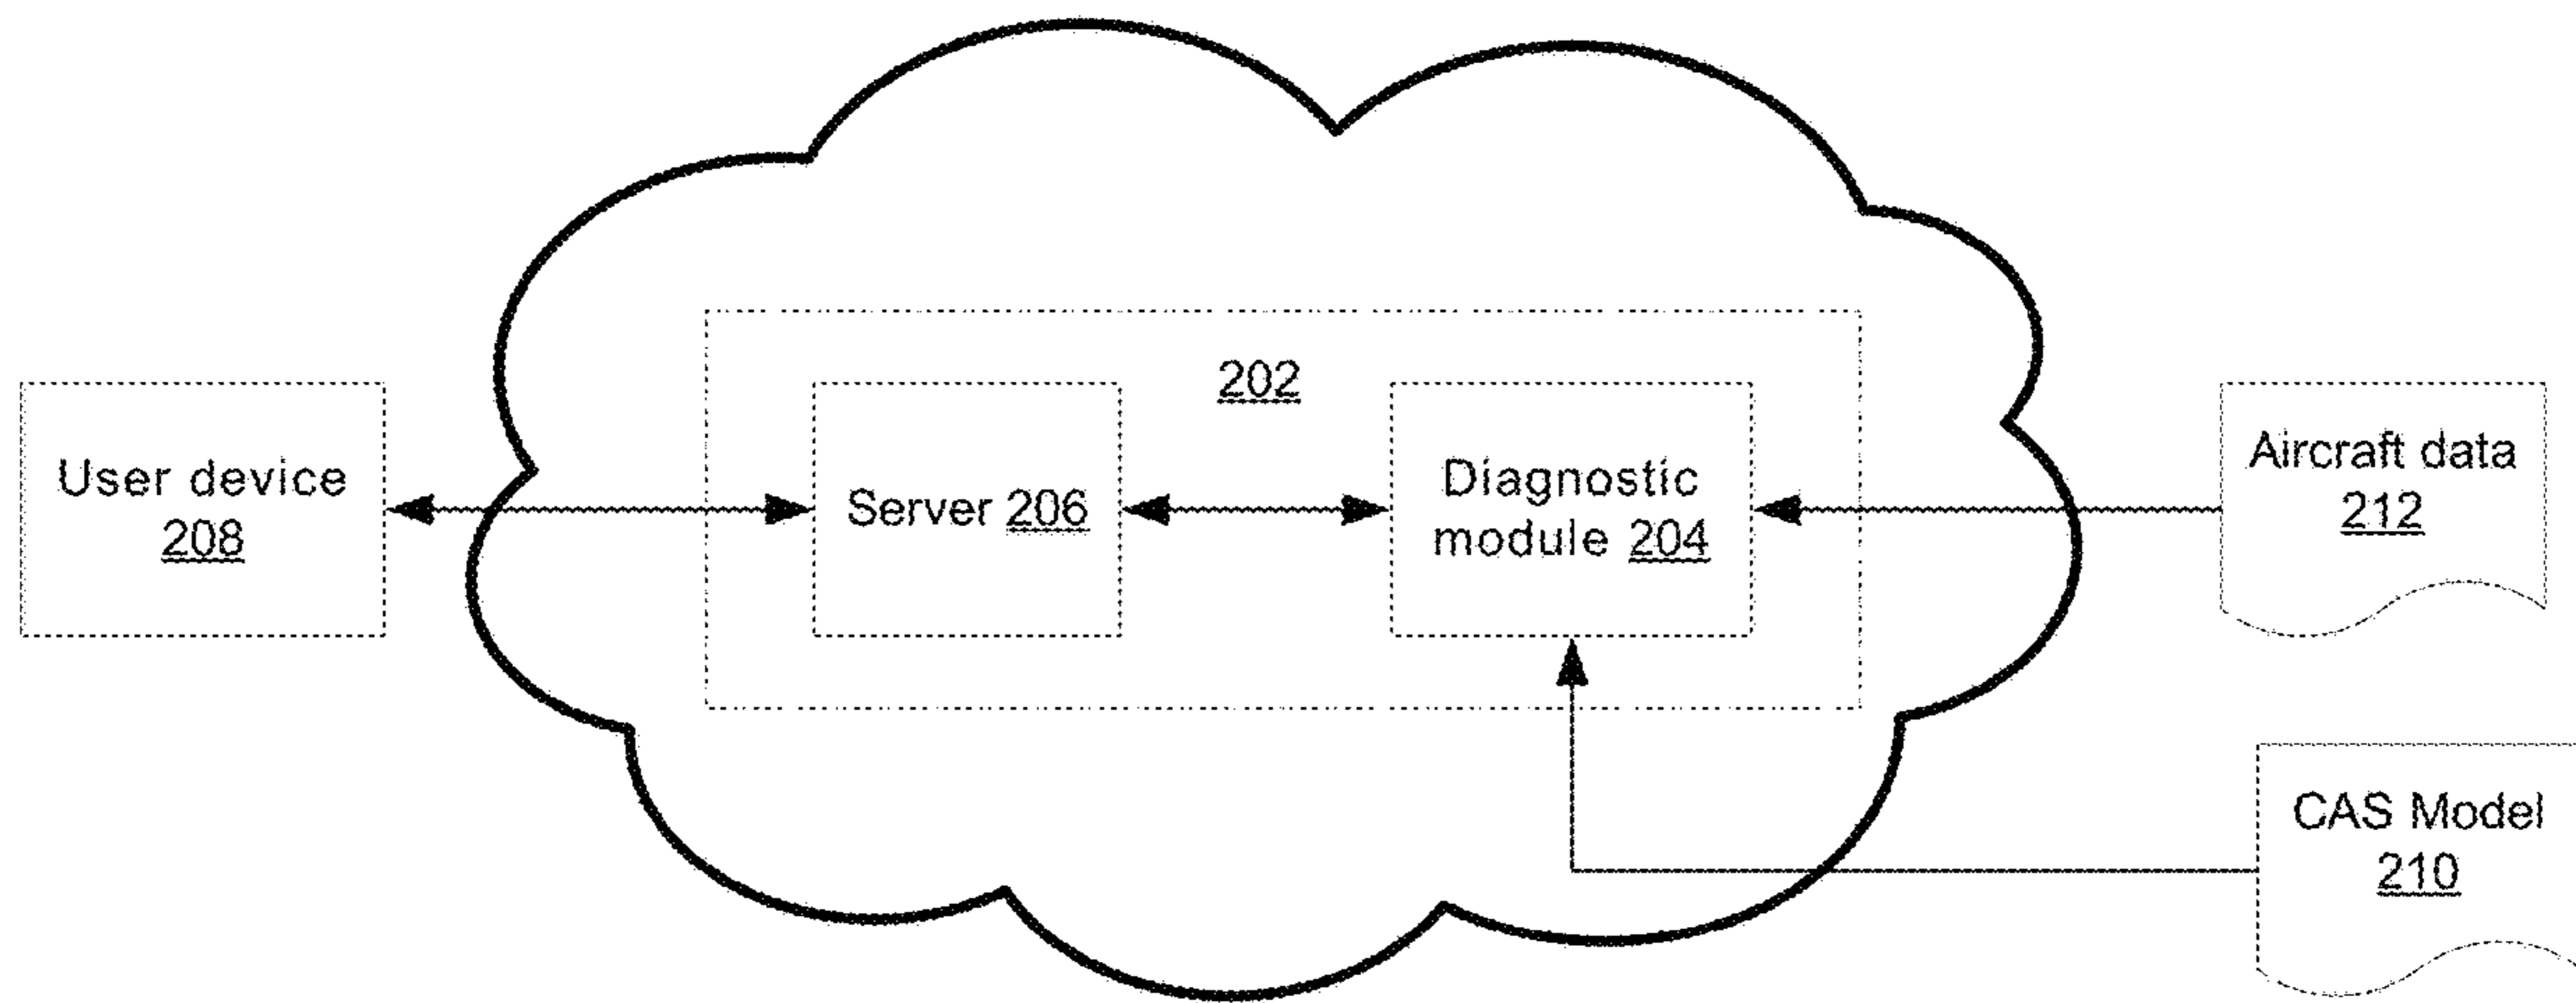 202
User device
208
Server 206
Diagnostic
module 204
Aircraft data
212
CAS Model
210